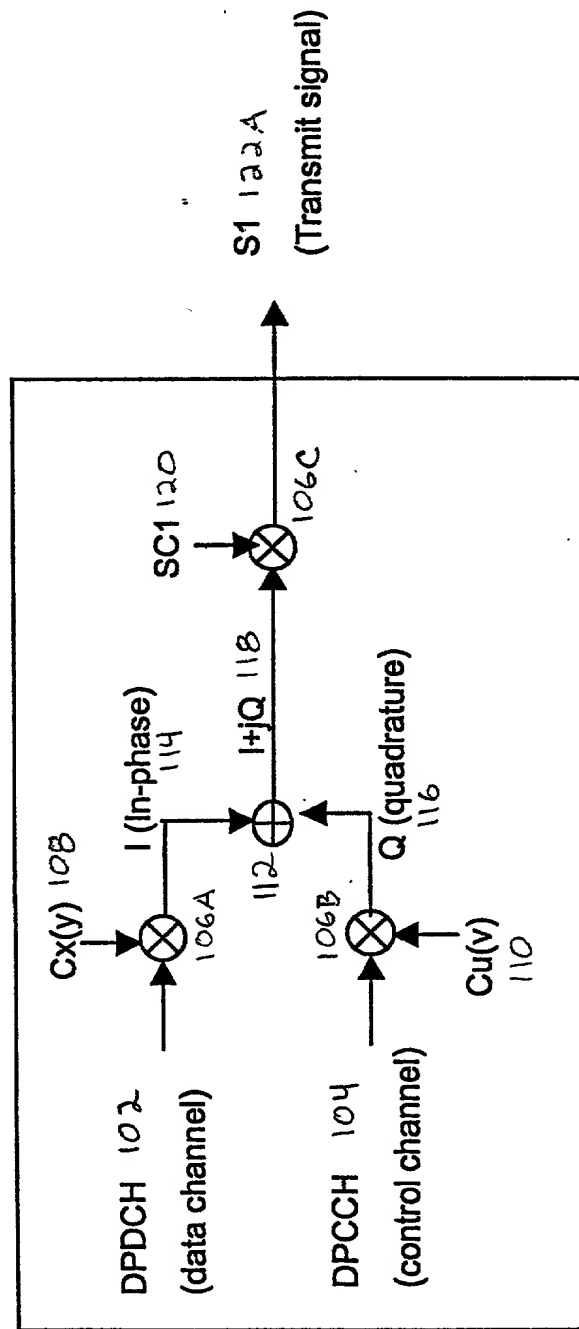 Cx(y) 108
I (In-phase)
114
SC1 120
DPDCH 102
(data channel)
106A
112
I+jQ 118
106C
S1 122A
(Transmit signal)
106B
Q (quadrature)
116
DPCCH 104
(control channel)
Cu(v)
110